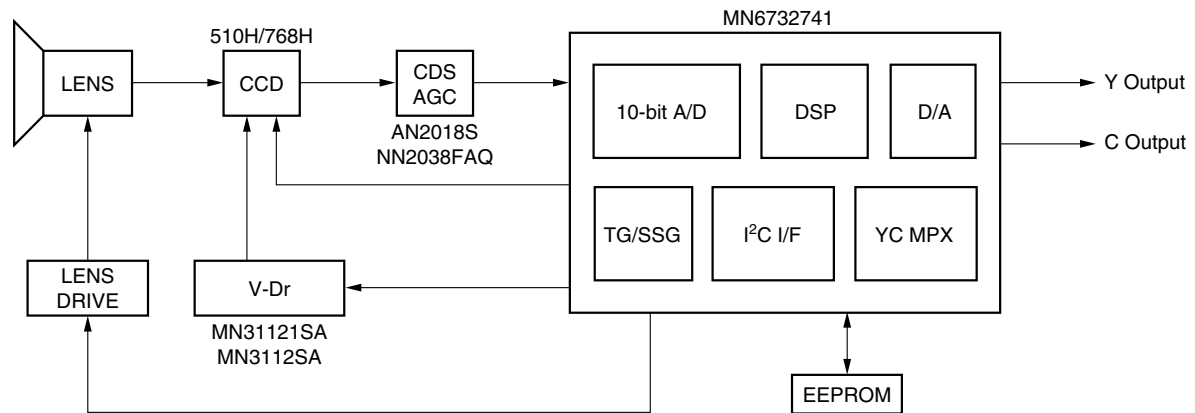 MN6732741
510H/768H
LENS
CCD
CDS
AGC
AN2018S
NN2038FAQ
10-bit A/D
DSP
D/A
Y Output
C Output
TG/SSG
I²C I/F
YC MPX
LENS
DRIVE
V-Dr
MN31121SA
MN3112SA
EEPROM